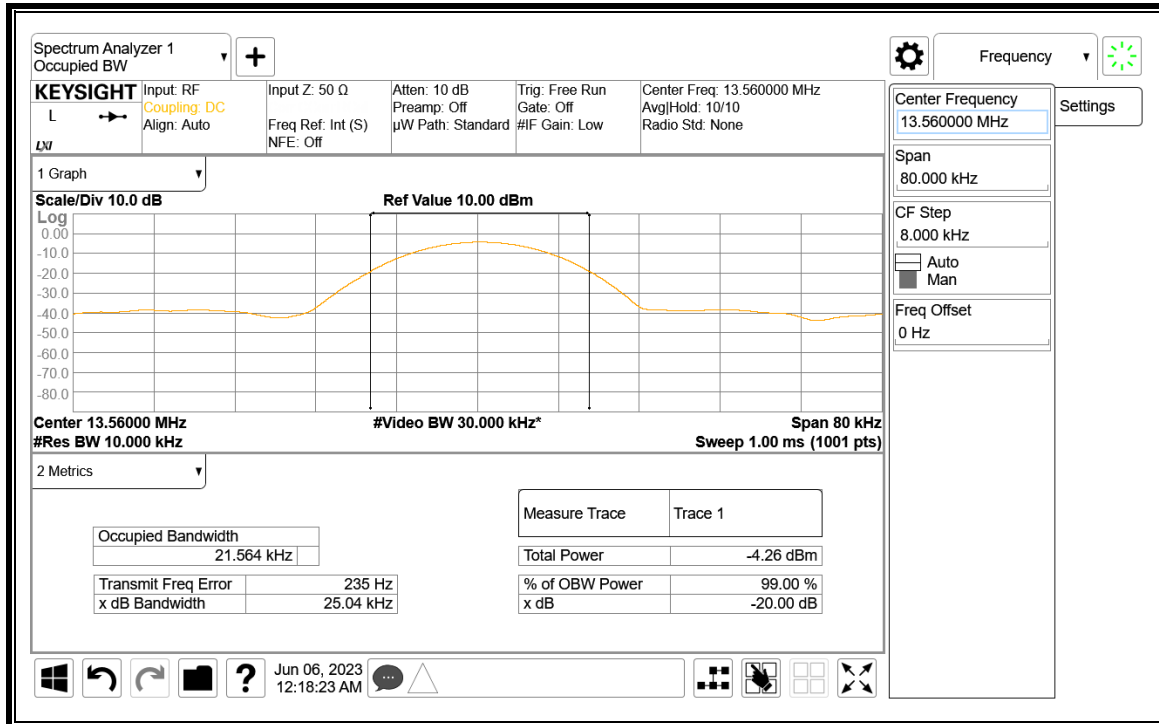 Spectrum Analyzer 1
Occupied BW
Frequency
KEYSIGHT
L
LXI
Input: RF
Coupling: DC
Align: Auto
Input Z: 50 Ω
Freq Ref: Int (S)
NFE: Off
Atten: 10 dB
Preamp: Off
µW Path: Standard
Trig: Free Run
Gate: Off
#IF Gain: Low
Center Freq: 13.560000 MHz
Avg|Hold: 10/10
Radio Std: None
Center Frequency
13.560000 MHz
Settings
Span
80.000 kHz
CF Step
8.000 kHz
Auto
Man
Freq Offset
0 Hz
1 Graph
Scale/Div 10.0 dB
Ref Value 10.00 dBm
Log
0.00
-10.0
-20.0
-30.0
-40.0
-50.0
-60.0
-70.0
-80.0
Center 13.56000 MHz
#Video BW 30.000 kHz*
Span 80 kHz
#Res BW 10.000 kHz
Sweep 1.00 ms (1001 pts)
2 Metrics
Measure Trace
Trace 1
Occupied Bandwidth
21.564 kHz
Total Power
-4.26 dBm
Transmit Freq Error
235 Hz
% of OBW Power
99.00 %
x dB Bandwidth
25.04 kHz
x dB
-20.00 dB
?
Jun 06, 2023
12:18:23 AM